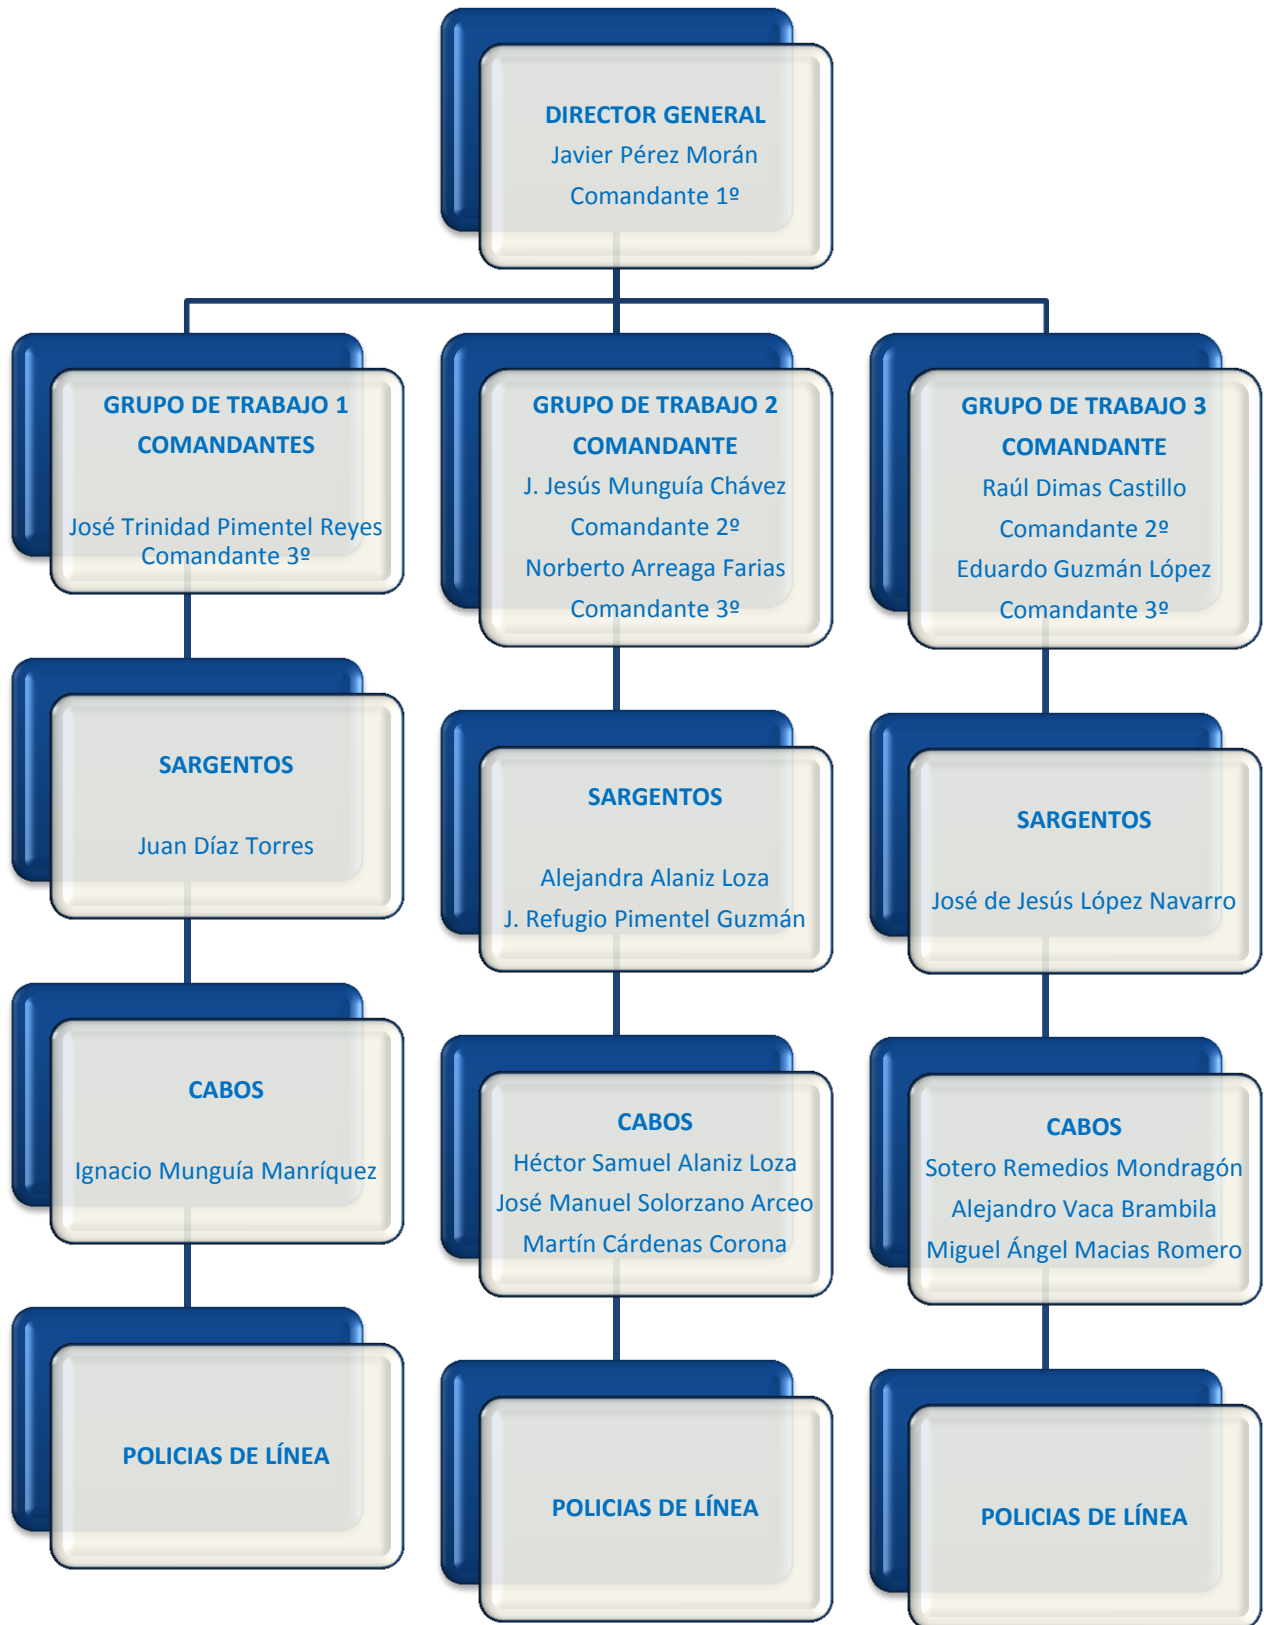 DIRECTOR GENERAL
Javier Pérez Morán
Comandante 1º
GRUPO DE TRABAJO 1
COMANDANTES
José Trinidad Pimentel Reyes
Comandante 3º
SARGENTOS
Juan Díaz Torres
CABOS
Ignacio Munguía Manríquez
POLICIAS DE LÍNEA
GRUPO DE TRABAJO 2
COMANDANTE
J. Jesús Munguía Chávez
Comandante 2º
Norberto Arreaga Farias
Comandante 3º
SARGENTOS
Alejandra Alaniz Loza
J. Refugio Pimentel Guzmán
CABOS
Héctor Samuel Alaniz Loza
José Manuel Solorzano Arceo
Martín Cárdenas Corona
POLICIAS DE LÍNEA
GRUPO DE TRABAJO 3
COMANDANTE
Raúl Dimas Castillo
Comandante 2º
Eduardo Guzmán López
Comandante 3º
SARGENTOS
José de Jesús López Navarro
CABOS
Sotero Remedios Mondragón
Alejandro Vaca Brambila
Miguel Ángel Macias Romero
POLICIAS DE LÍNEA